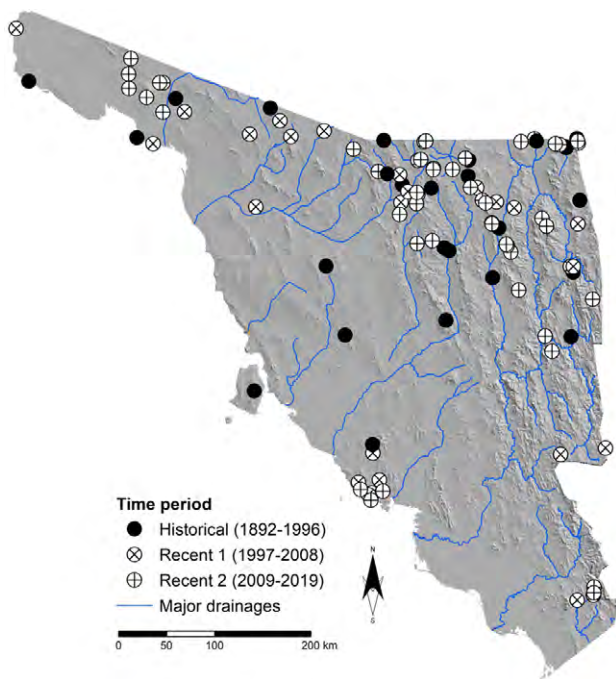 Time period
Historical (1892-1996)
Recent 1 (1997-2008)
Recent 2 (2009-2019)
Major drainages
N
S
0 50 100 200 km